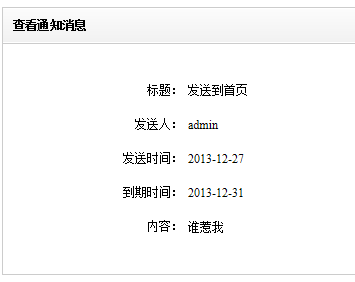 查看通知消息
标题： 发送到首页
发送人： admin
发送时间： 2013-12-27
到期时间： 2013-12-31
内容： 谁惹我